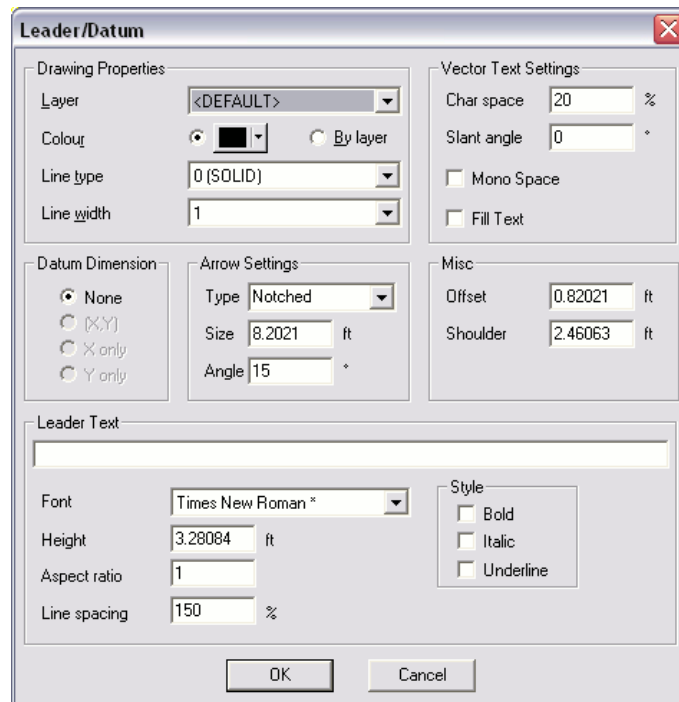 Leader/Datum
Drawing Properties
Layer <DEFAULT>
Colour By layer
Line type 0 (SOLID)
Line width 1
Vector Text Settings
Char space 20 %
Slant angle 0 °
Mono Space
Fill Text
Datum Dimension
None
(X,Y)
X only
Y only
Arrow Settings
Type Notched
Size 8.2021 ft
Angle 15 °
Misc
Offset 0.82021 ft
Shoulder 2.46063 ft
Leader Text
Font Times New Roman *
Height 3.28084 ft
Aspect ratio 1
Line spacing 150 %
Style
Bold
Italic
Underline
OK Cancel